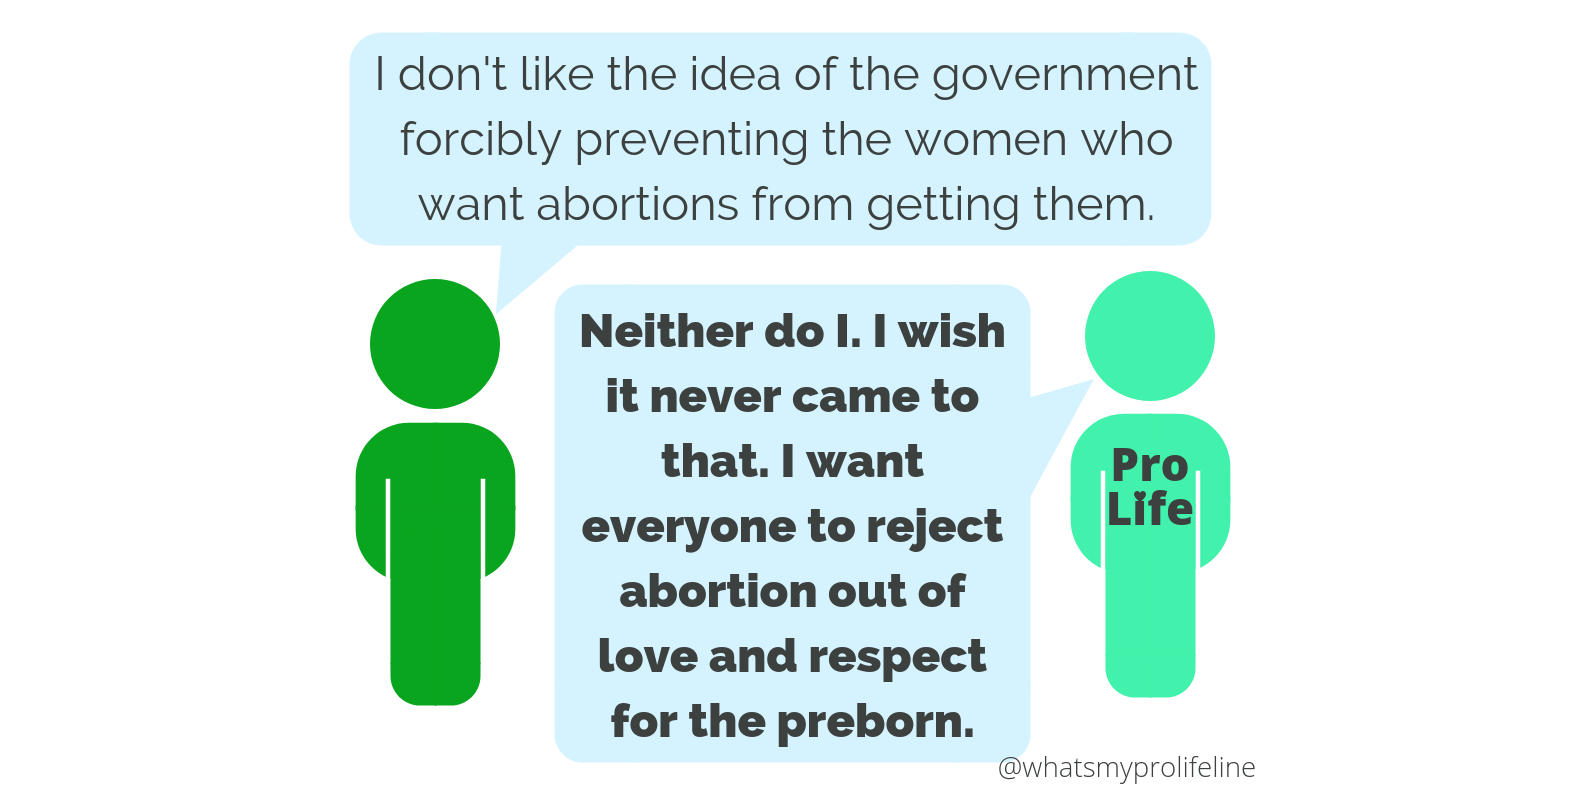 I don't like the idea of the government
forcibly preventing the women who
want abortions from getting them.
Neither do I. I wish
it never came to
that. I want
everyone to reject
abortion out of
love and respect
for the preborn.
Pro
Life
@whatsmyprolifeline